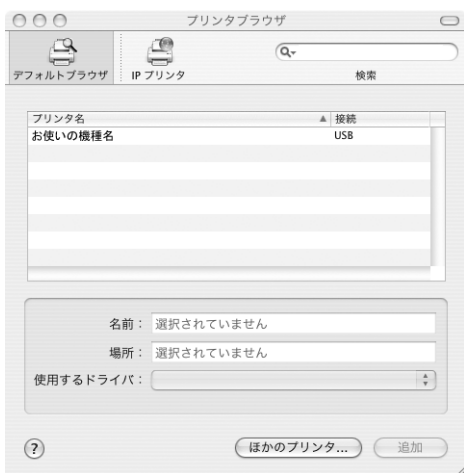 プリンタブラウザ
デフォルトブラウザ IP プリンタ 検索
プリンタ名 接続
お使いの機種名 USB
名前： 選択されていません
場所： 選択されていません
使用するドライバ：
? ほかのプリンタ... 追加